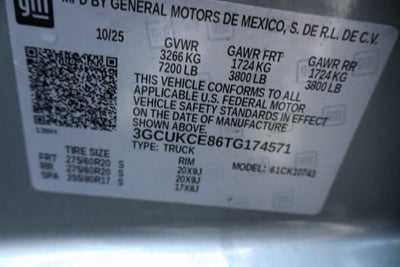 gm
MFD BY GENERAL MOTORS DE MEXICO, S. DE R.L. DE C.V.
10/25 GVWR GAWR FRT GAWR RR
3266 KG 1724 KG 1724 KG
7200 LB 3800 LB 3800 LB
THIS VEHICLE CONFORMS TO ALL
APPLICABLE U.S. FEDERAL MOTOR
VEHICLE SAFETY STANDARDS IN EFFECT
ON THE DATE OF MANUFACTURE
SHOWN ABOVE.
3GCUKCE86TG174571
TYPE: TRUCK MODEL: 61CK10743
TIRE SIZE RIM
FRT 275/60R20 S 20X9J
RR 275/60R20 S 20X9J
SPA 255/80R17 S 17X8J